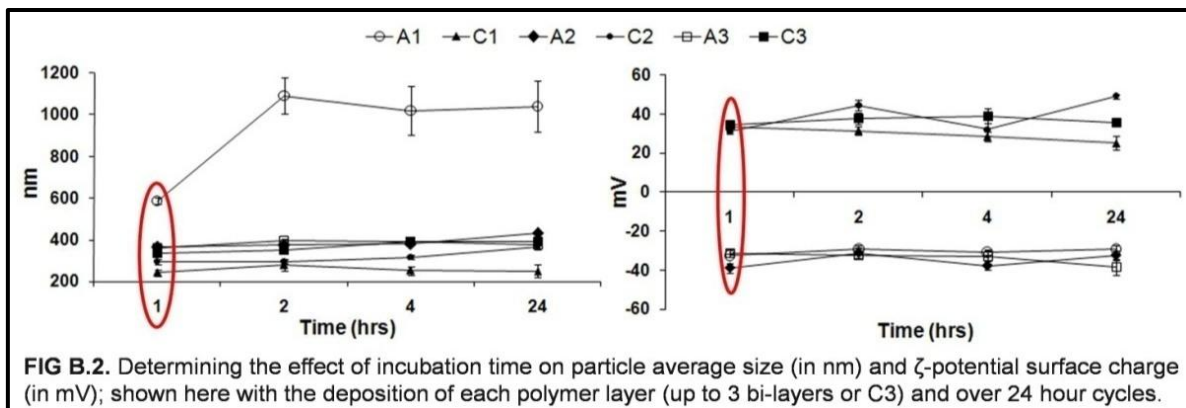 A1 C1 A2 C2 A3 C3
1200
1000
800
600
400
200
nm
1 2 4 24
Time (hrs)
60
40
20
0
-20
-40
-60
mV
1 2 4 24
Time (hrs)
FIG B.2. Determining the effect of incubation time on particle average size (in nm) and ζ-potential surface charge
(in mV); shown here with the deposition of each polymer layer (up to 3 bi-layers or C3) and over 24 hour cycles.